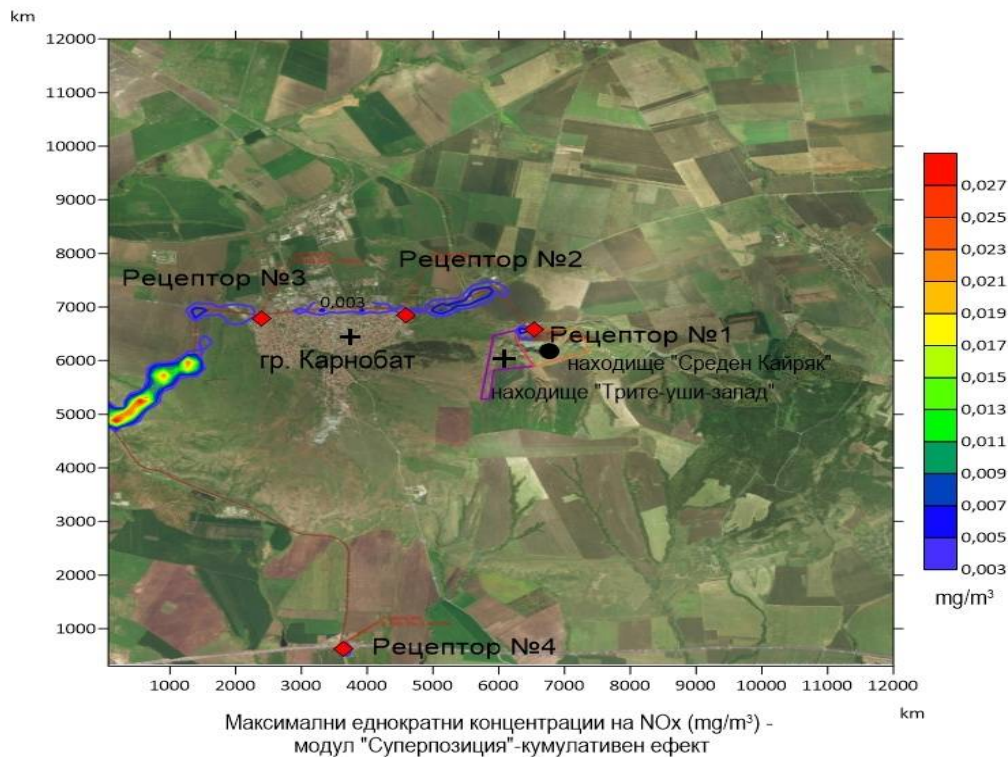 km
12000
11000
10000
9000
8000
7000
6000
5000
4000
3000
2000
1000
Рецептор №3
Рецептор №2
0,003
Рецептор №1
гр. Карнобат
находище "Среден Кайряк"
находище "Трите-уши-запад"
Рецептор №4
0,027
0,025
0,023
0,021
0,019
0,017
0,015
0,013
0,011
0,009
0,007
0,005
0,003
mg/m³
1000 2000 3000 4000 5000 6000 7000 8000 9000 10000 11000 12000
km
Максимални еднократни концентрации на NOx (mg/m³) -
модул "Суперпозиция"-кумулативен ефект